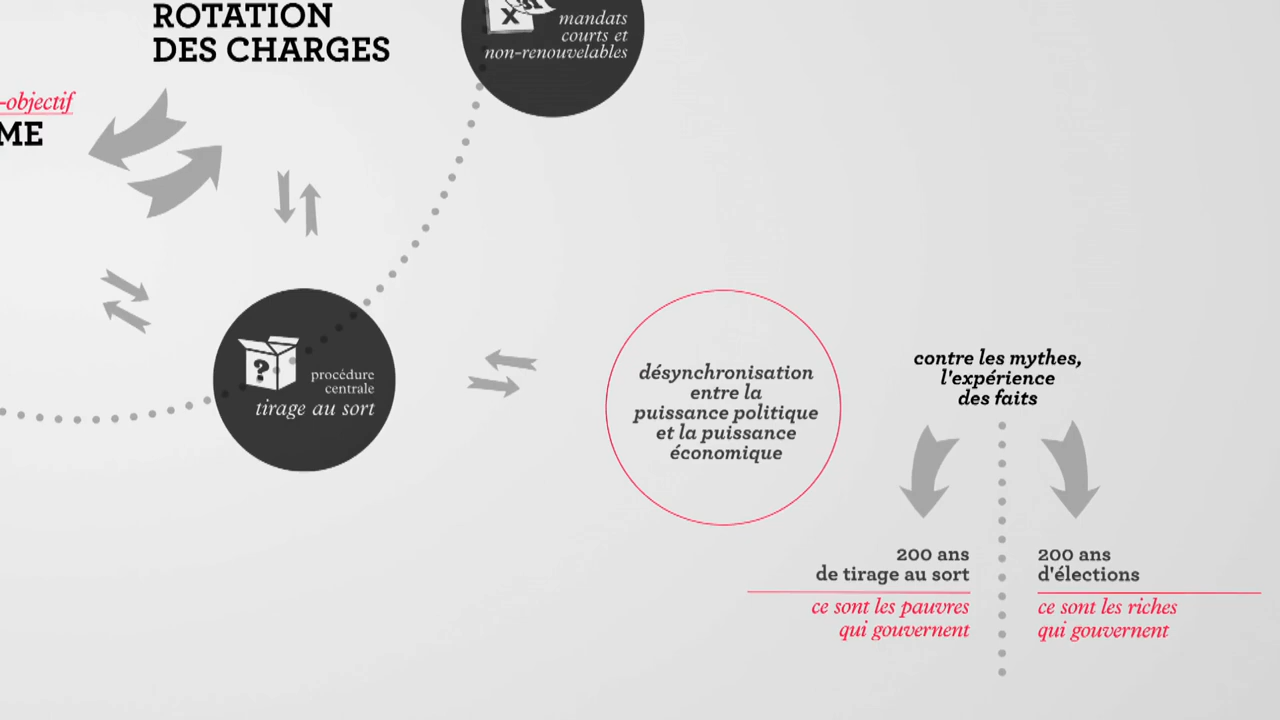 ROTATION
DES CHARGES
mandats
courts et
non-renouvelables
-objectif
ME
?
procédure
centrale
tirage au sort
désynchronisation
entre la
puissance politique
et la puissance
économique
contre les mythes,
l'expérience
des faits
200 ans
de tirage au sort
ce sont les pauvres
qui gouvernent
200 ans
d'élections
ce sont les riches
qui gouvernent